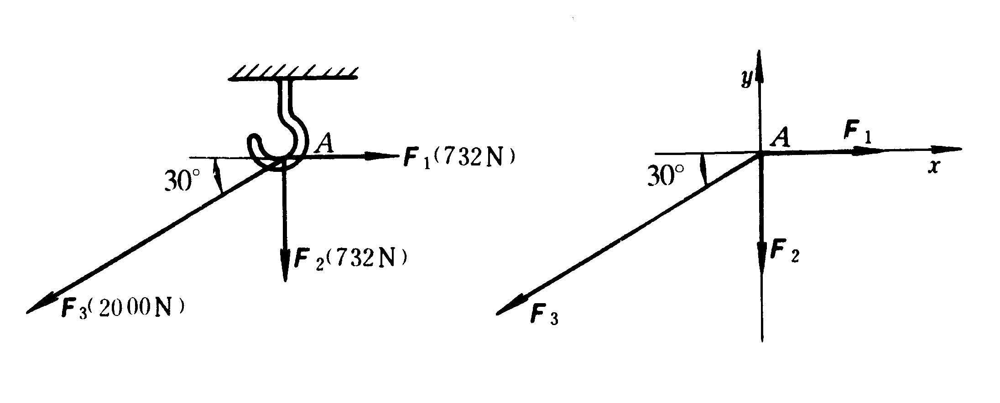 A
F1(732N)
30°
F2(732N)
F3(2000N)
y
A
F1
x
30°
F2
F3